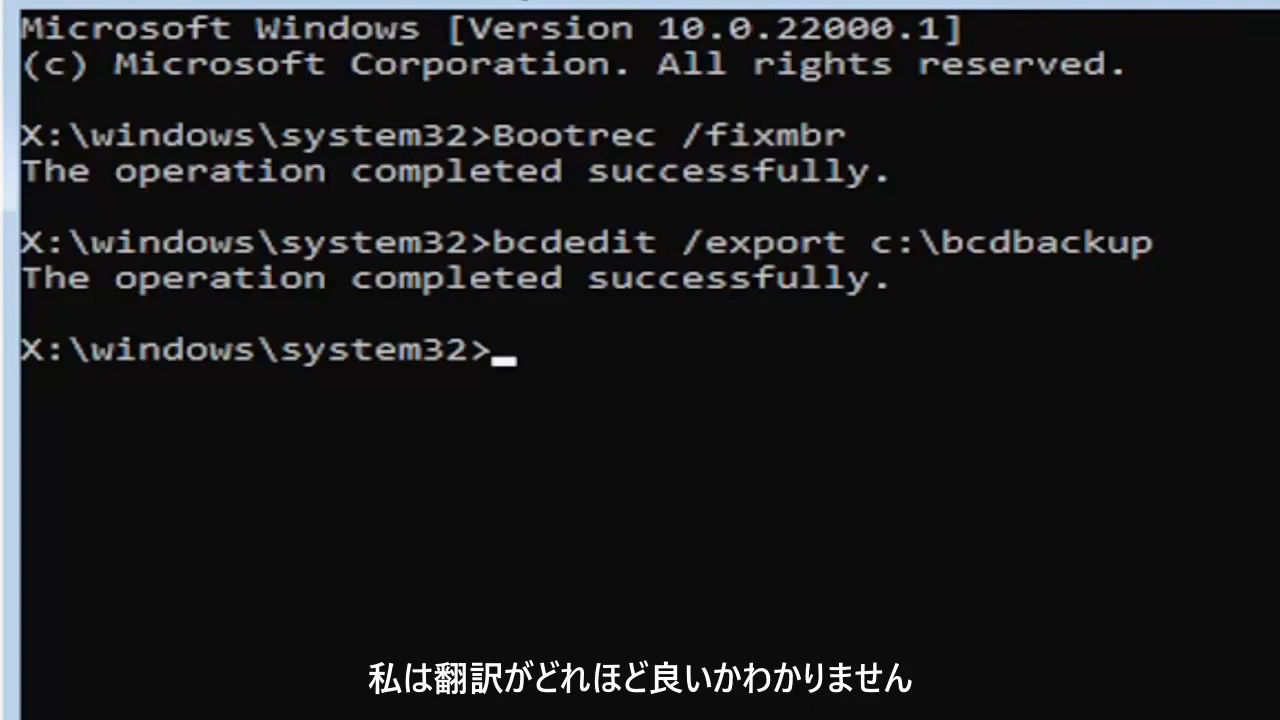 Microsoft Windows [Version 10.0.22000.1]
(c) Microsoft Corporation. All rights reserved.
X:\windows\system32>Bootrec /fixmbr
The operation completed successfully.
X:\windows\system32>bcdedit /export c:\bcdbackup
The operation completed successfully.
X:\windows\system32>
私は翻訳がどれほど良いかわかりません